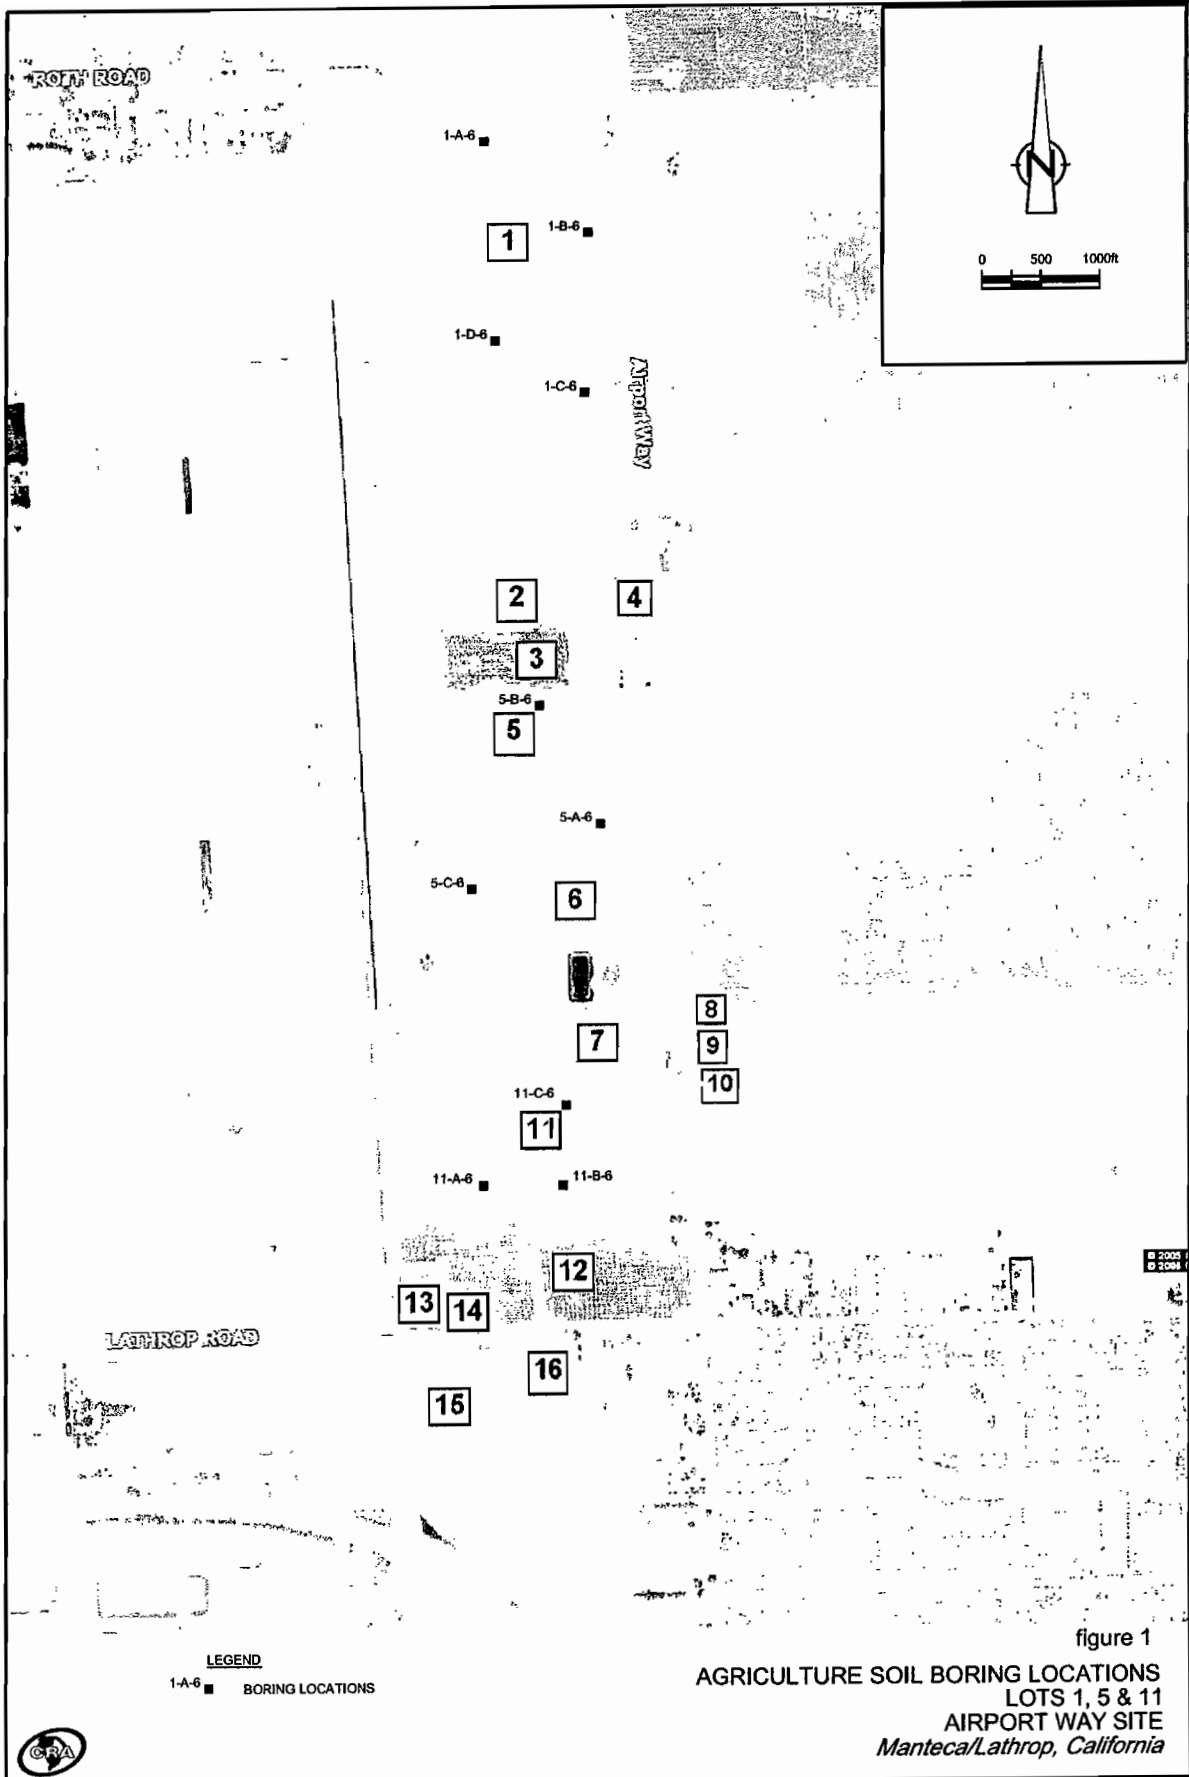 ROTH ROAD
N
0 500 1000ft
1-A-6
1-B-6
1
1-D-6
1-C-6
AIRPORT WAY
2
4
3
5-B-6
5
5-A-6
5-C-6
6
8
7
9
10
11-C-6
11
11-A-6
11-B-6
© 2005
12
13
14
LATHROP ROAD
16
15
figure 1
LEGEND
1-A-6 BORING LOCATIONS
AGRICULTURE SOIL BORING LOCATIONS
LOTS 1, 5 & 11
AIRPORT WAY SITE
Manteca/Lathrop, California
CRA